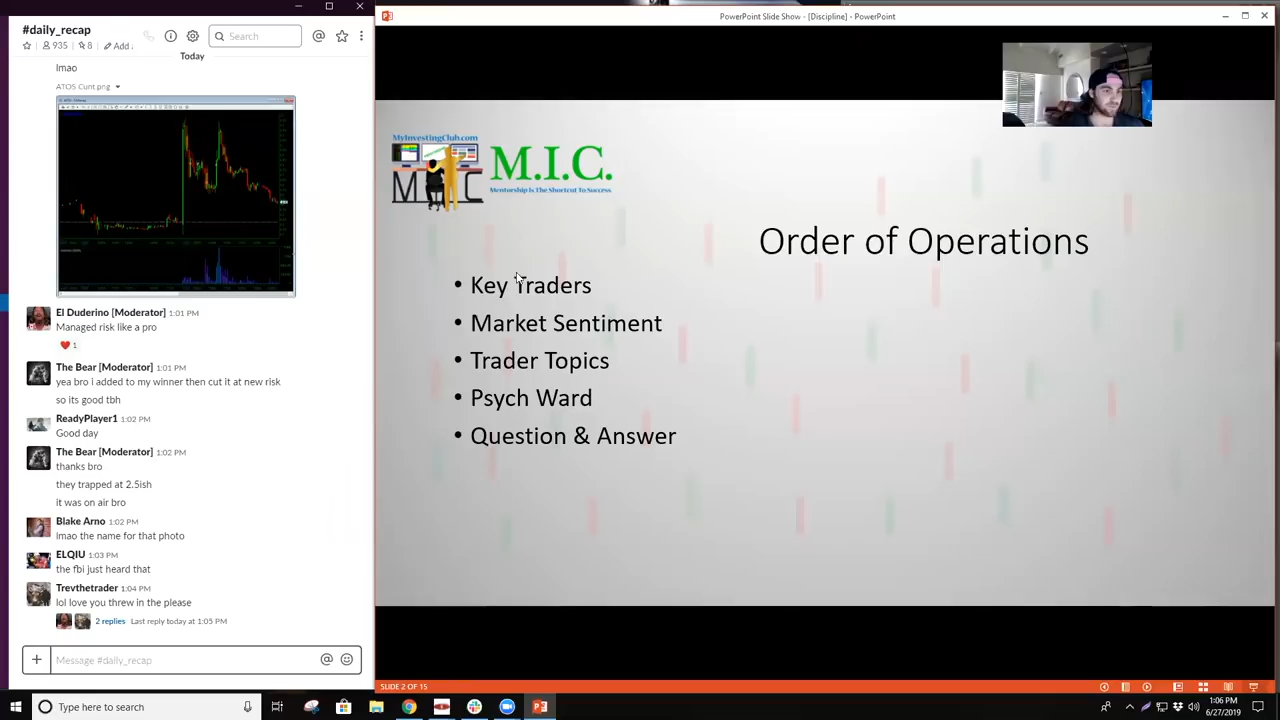 #daily_recap
935
8
Add
Search
Today
lmao
ATOS Cunt.png
El Duderino [Moderator] 1:01 PM
Managed risk like a pro
1
The Bear [Moderator] 1:01 PM
yea bro i added to my winner then cut it at new risk
so its good tbh
ReadyPlayer1 1:02 PM
Good day
The Bear [Moderator] 1:02 PM
thanks bro
they trapped at 2.5ish
it was on air bro
Blake Arno 1:02 PM
lmao the name for that photo
ELQIU 1:03 PM
the fbi just heard that
Trevthetrader 1:04 PM
lol love you threw in the please
2 replies Last reply today at 1:05 PM
Message #daily_recap
PowerPoint Slide Show - [Discipline] - PowerPoint
MyInvestingClub.com
MIC
M.I.C.
Mentorship Is The Shortcut To Success
Order of Operations
• Key Traders
• Market Sentiment
• Trader Topics
• Psych Ward
• Question & Answer
SLIDE 2 OF 15
Type here to search
1:06 PM
6/27/2019